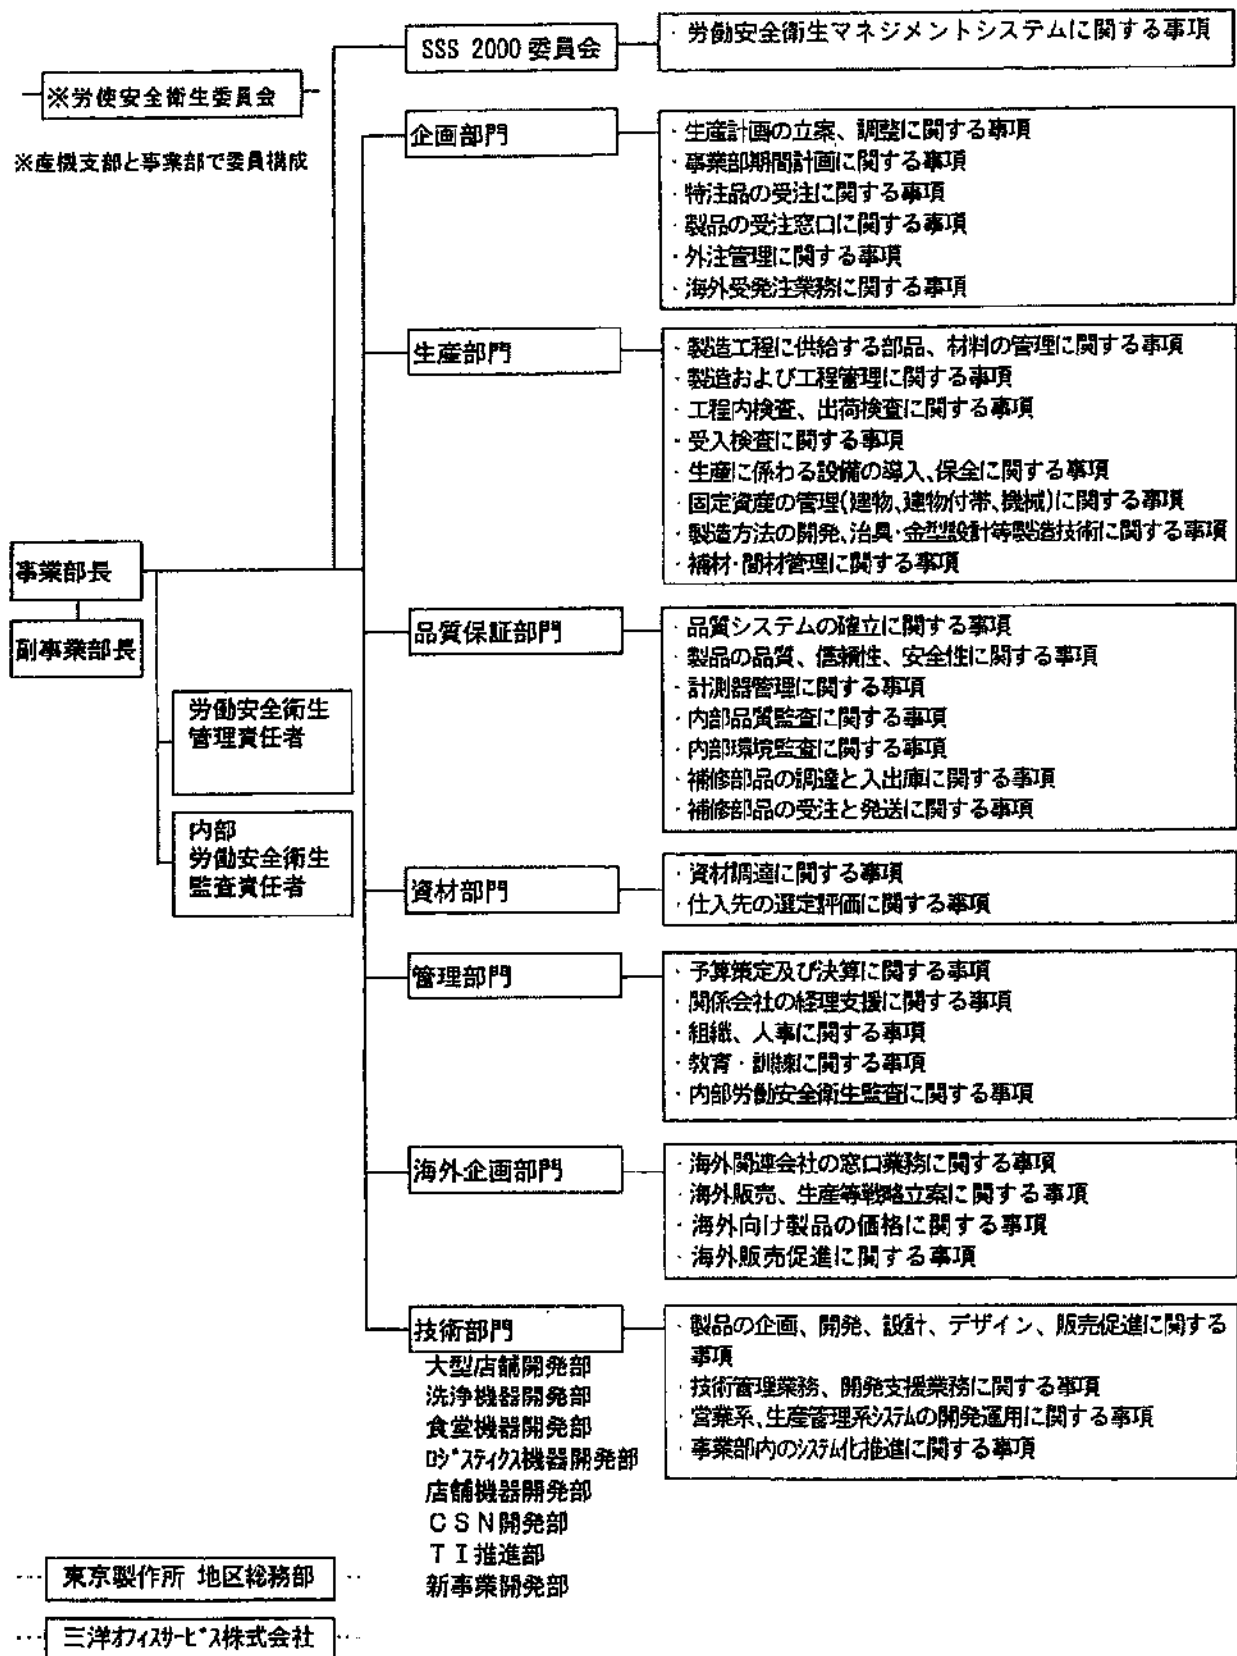 SSS 2000 委員会
・労働安全衛生マネジメントシステムに関する事項
※労使安全衛生委員会
※産機支部と事業部で委員構成
企画部門
・生産計画の立案、調整に関する事項
・事業部期間計画に関する事項
・特注品の受注に関する事項
・製品の受注窓口に関する事項
・外注管理に関する事項
・海外受発注業務に関する事項
生産部門
・製造工程に供給する部品、材料の管理に関する事項
・製造および工程管理に関する事項
・工程内検査、出荷検査に関する事項
・受入検査に関する事項
・生産に係わる設備の導入、保全に関する事項
・固定資産の管理(建物、建物付帯、機械)に関する事項
・製造方法の開発、治具・金型設計等製造技術に関する事項
・補材・間材管理に関する事項
事業部長
副事業部長
労働安全衛生
管理責任者
内部
労働安全衛生
監査責任者
品質保証部門
・品質システムの確立に関する事項
・製品の品質、信頼性、安全性に関する事項
・計測器管理に関する事項
・内部品質監査に関する事項
・内部環境監査に関する事項
・補修部品の調達と入出庫に関する事項
・補修部品の受注と発送に関する事項
資材部門
・資材調達に関する事項
・仕入先の選定評価に関する事項
管理部門
・予算策定及び決算に関する事項
・関係会社の経理支援に関する事項
・組織、人事に関する事項
・教育・訓練に関する事項
・内部労働安全衛生監査に関する事項
海外企画部門
・海外関連会社の窓口業務に関する事項
・海外販売、生産等戦略立案に関する事項
・海外向け製品の価格に関する事項
・海外販売促進に関する事項
技術部門
大型店舗開発部
洗浄機器開発部
食堂機器開発部
ﾛｼﾞｽﾃｨｸｽ機器開発部
店舗機器開発部
ＣＳＮ開発部
ＴＩ推進部
新事業開発部
・製品の企画、開発、設計、デザイン、販売促進に関する
事項
・技術管理業務、開発支援業務に関する事項
・営業系、生産管理系ｼｽﾃﾑの開発運用に関する事項
・事業部内のｼｽﾃﾑ化推進に関する事項
東京製作所 地区総務部
三洋ｵﾌｨｽｻｰﾋﾞｽ株式会社